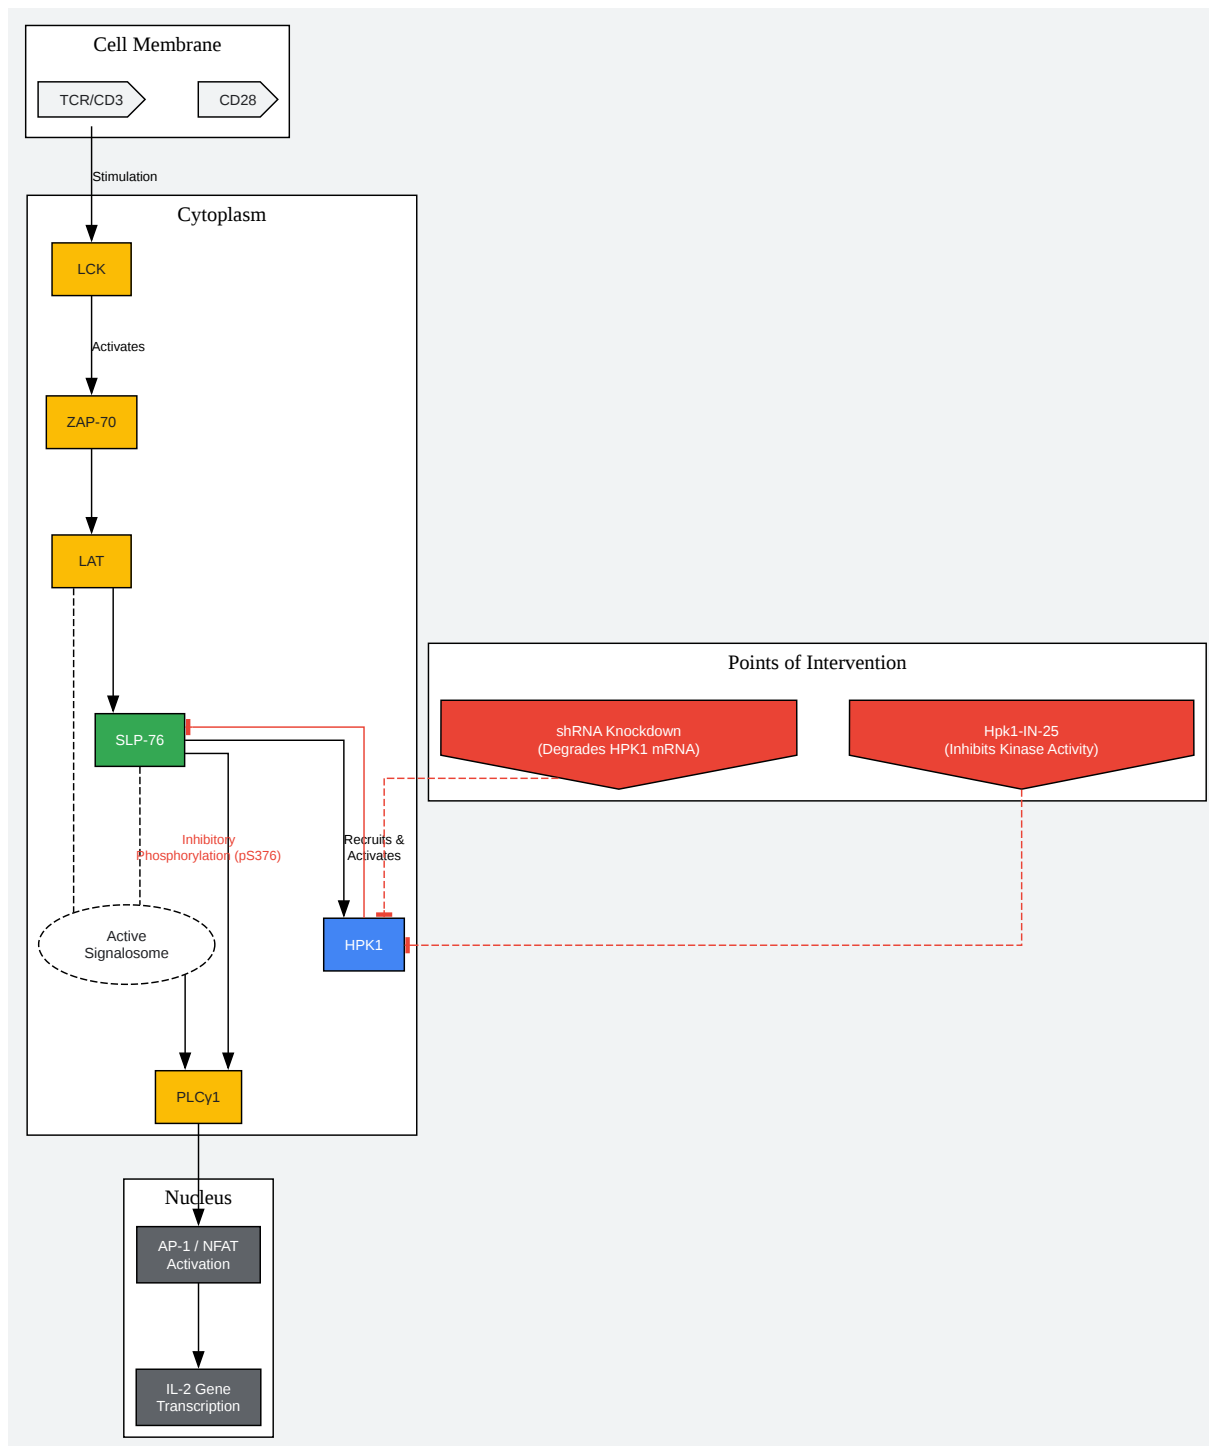 Cell Membrane
TCR/CD3
CD28
Stimulation
Cytoplasm
LCK
Activates
ZAP-70
LAT
Points of Intervention
shRNA Knockdown
(Degrades HPK1 mRNA)
Hpk1-IN-25
(Inhibits Kinase Activity)
SLP-76
Inhibitory
Phosphorylation (pS376)
Recruits &
Activates
Active
Signalosome
HPK1
PLCγ1
Nucleus
AP-1 / NFAT
Activation
IL-2 Gene
Transcription